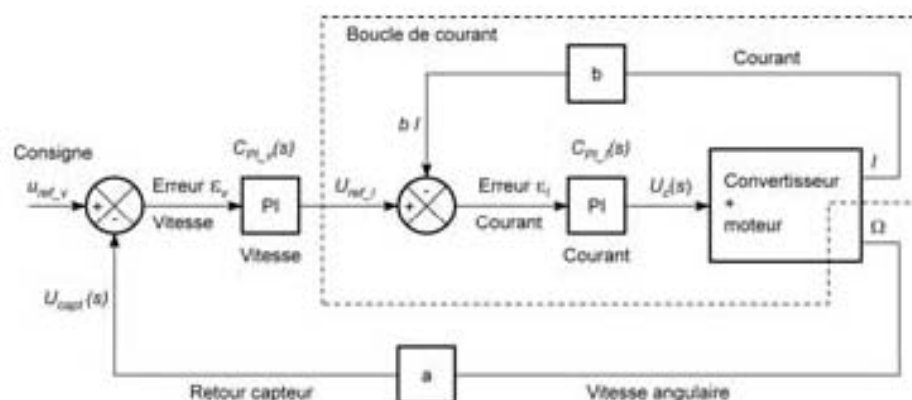 Boucle de courant
b
Courant
b I
Consigne
u_ref_v
+
-
Erreur ε_v
Vitesse
C_PI_v(s)
PI
Vitesse
U_ref_I
+
-
Erreur ε_I
Courant
C_PI_I(s)
PI
Courant
U_c(s)
Convertisseur
+
moteur
I
Ω
U_capt(s)
a
Retour capteur
Vitesse angulaire